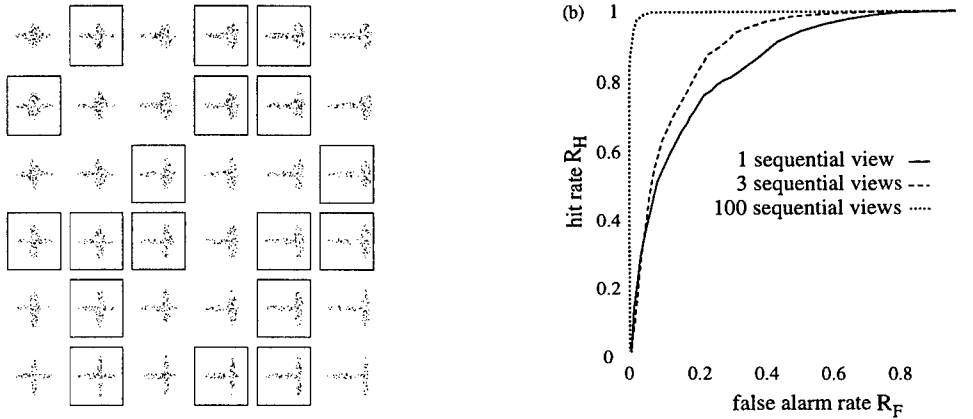 (b)
1
0.8
0.6
0.4
0.2
0
hit rate R_H
1 sequential view
3 sequential views
100 sequential views
0 0.2 0.4 0.6 0.8
false alarm rate R_F